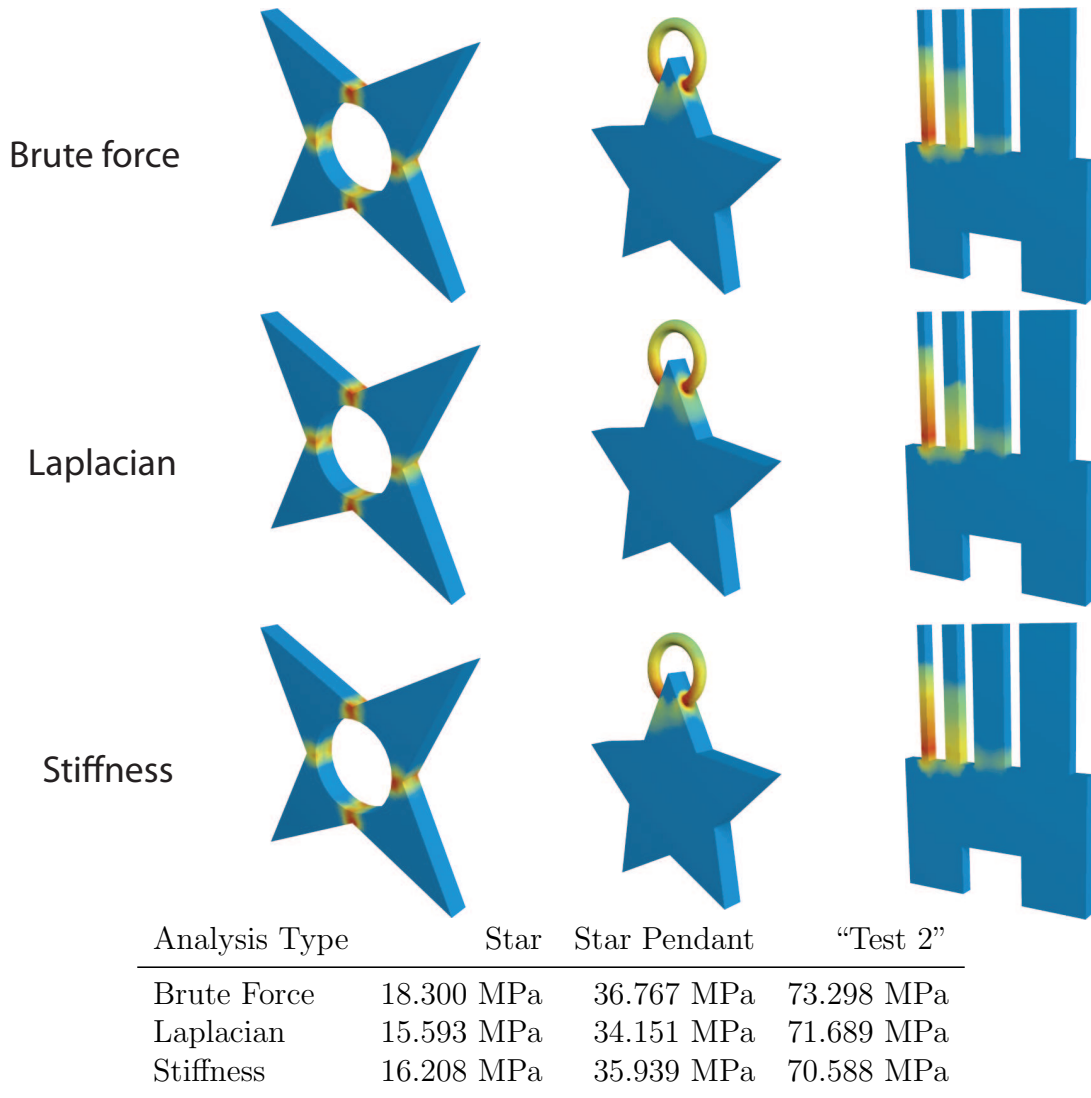 Brute force
Laplacian
Stiffness
Analysis Type Star Star Pendant “Test 2”
Brute Force 18.300 MPa 36.767 MPa 73.298 MPa
Laplacian 15.593 MPa 34.151 MPa 71.689 MPa
Stiffness 16.208 MPa 35.939 MPa 70.588 MPa